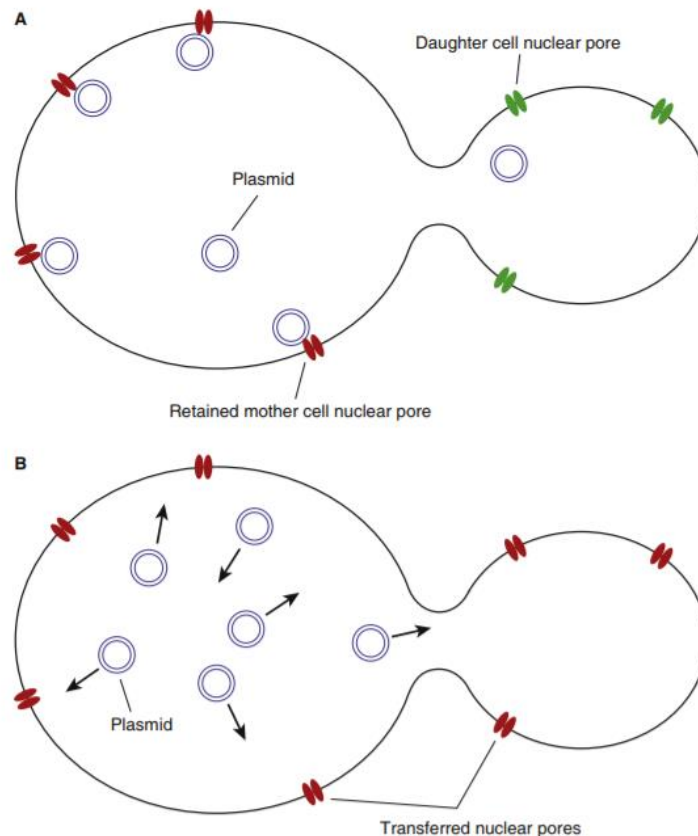 A
Daughter cell nuclear pore
Plasmid
Retained mother cell nuclear pore
B
Plasmid
Transferred nuclear pores